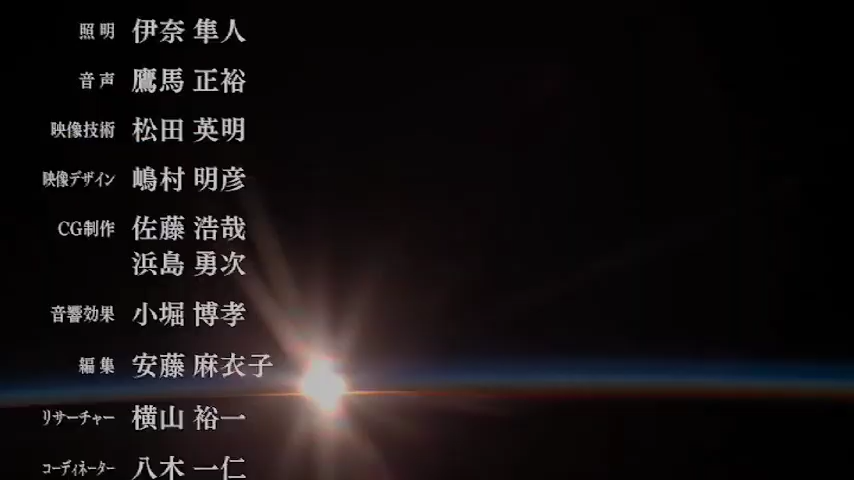 照明 伊奈 隼人
音声 鷹馬 正裕
映像技術 松田 英明
映像デザイン 嶋村 明彦
CG制作 佐藤 浩哉
浜島 勇次
音響効果 小堀 博孝
編集 安藤 麻衣子
リサーチャー 横山 裕一
コーディネーター 八木 一仁